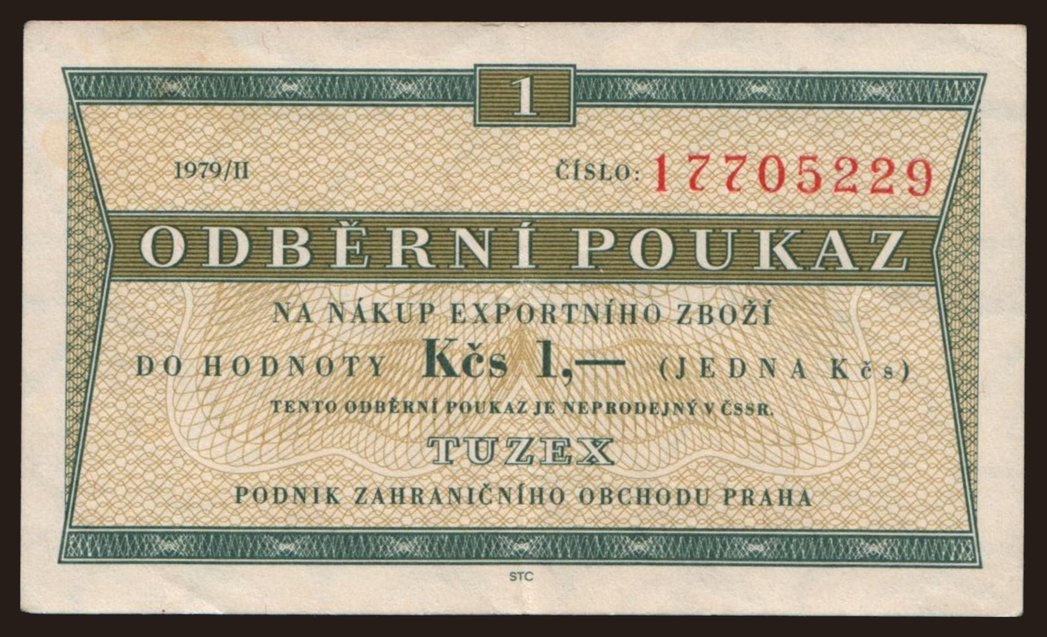 1
1979/II ČÍSLO: 17705229
ODBĚRNÍ POUKAZ
NA NÁKUP EXPORTNÍHO ZBOŽÍ
DO HODNOTY Kčs 1,— (JEDNA Kčs)
TENTO ODBĚRNÍ POUKAZ JE NEPRODEJNÝ V ČSSR.
TUZEX
PODNIK ZAHRANIČNÍHO OBCHODU PRAHA
STC